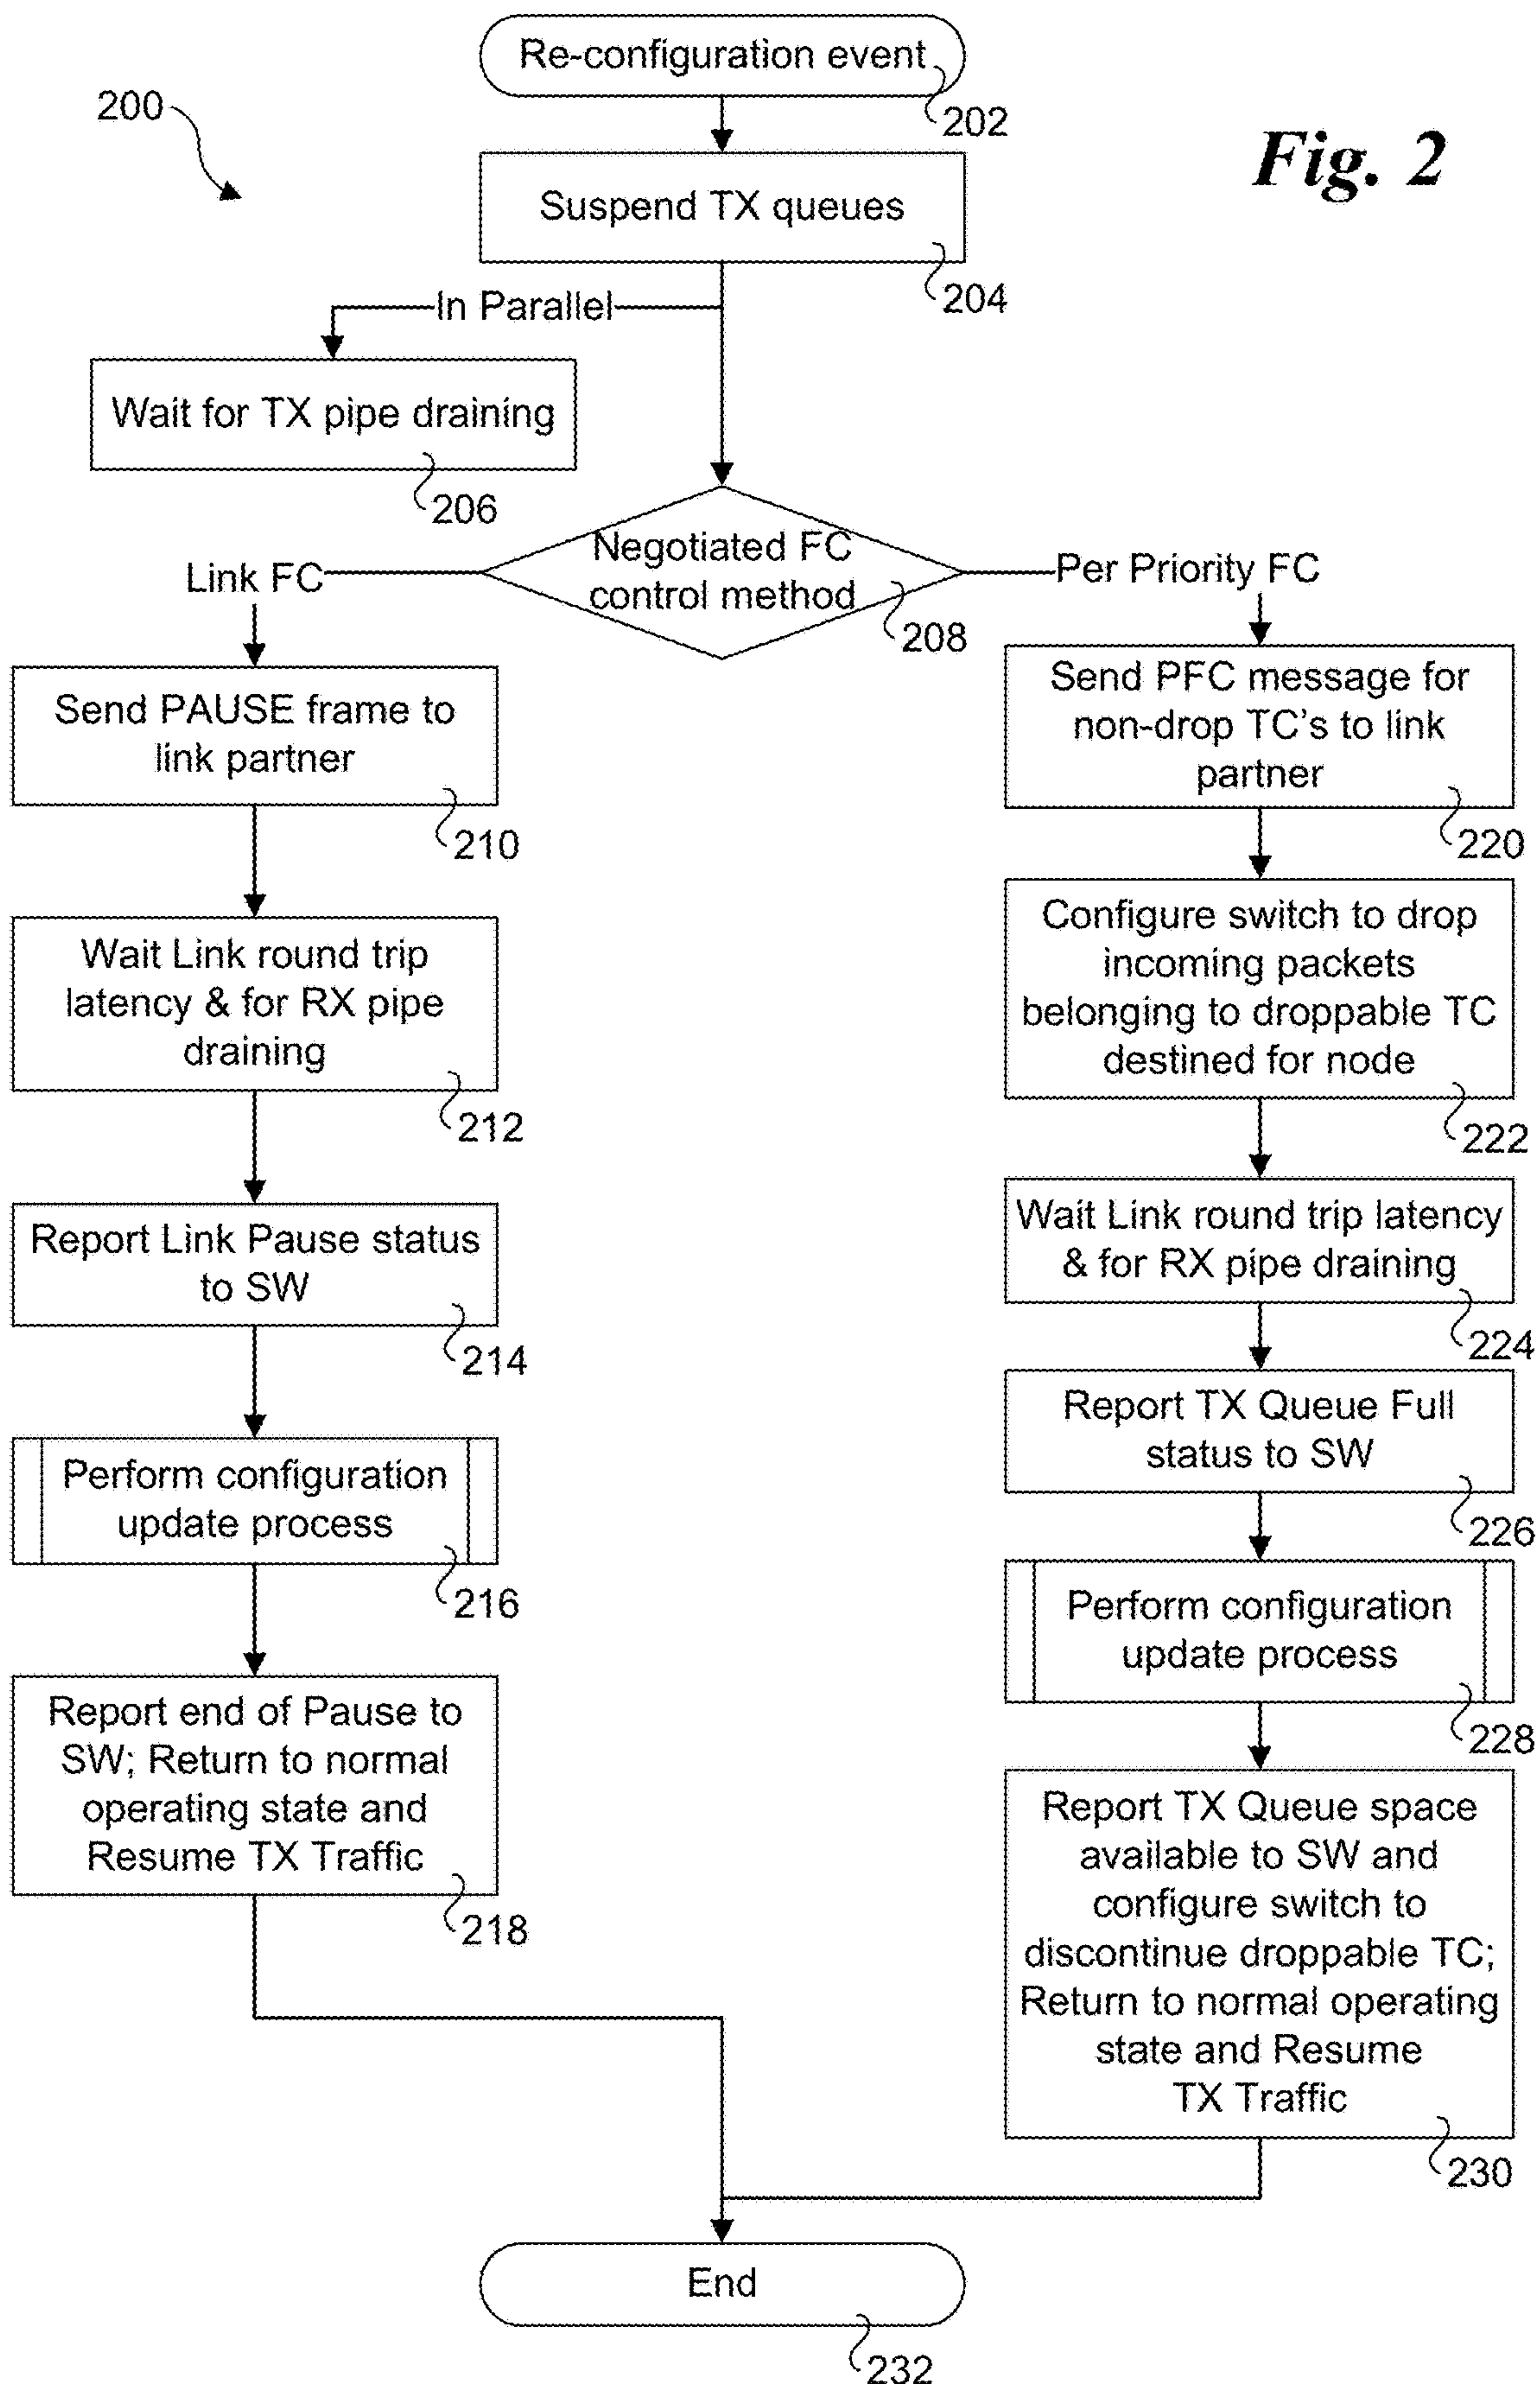 Re-configuration event
202
200
Fig. 2
Suspend TX queues
204
In Parallel
Wait for TX pipe draining
206
Negotiated FC
control method
208
Link FC
Per Priority FC
Send PAUSE frame to
link partner
210
Wait Link round trip
latency & for RX pipe
draining
212
Report Link Pause status
to SW
214
Perform configuration
update process
216
Report end of Pause to
SW; Return to normal
operating state and
Resume TX Traffic
218
Send PFC message for
non-drop TC's to link
partner
220
Configure switch to drop
incoming packets
belonging to droppable TC
destined for node
222
Wait Link round trip latency
& for RX pipe draining
224
Report TX Queue Full
status to SW
226
Perform configuration
update process
228
Report TX Queue space
available to SW and
configure switch to
discontinue droppable TC;
Return to normal operating
state and Resume
TX Traffic
230
End
232